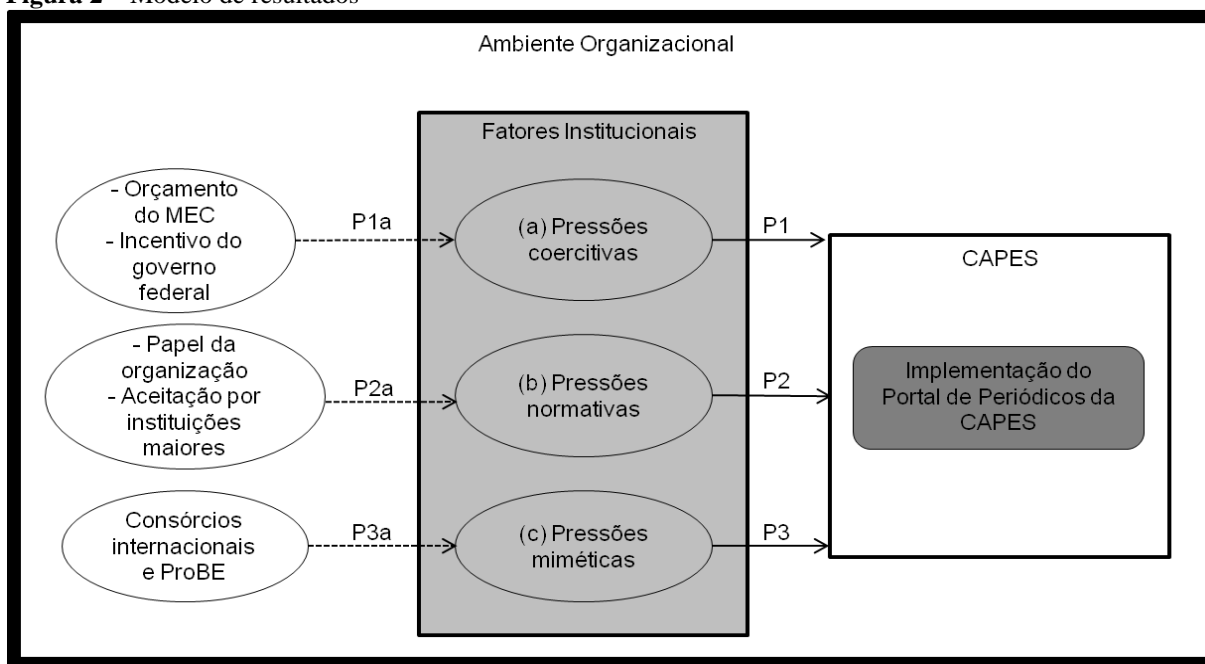 Figura 2 – Modelo de resultados
Ambiente Organizacional
Fatores Institucionais
- Orçamento
do MEC
- Incentivo do
governo
federal
P1a
(a) Pressões
coercitivas
P1
CAPES
- Papel da
organização
- Aceitação por
instituições
maiores
P2a
(b) Pressões
normativas
P2
Implementação do
Portal de Periódicos da
CAPES
Consórcios
internacionais
e ProBE
P3a
(c) Pressões
miméticas
P3